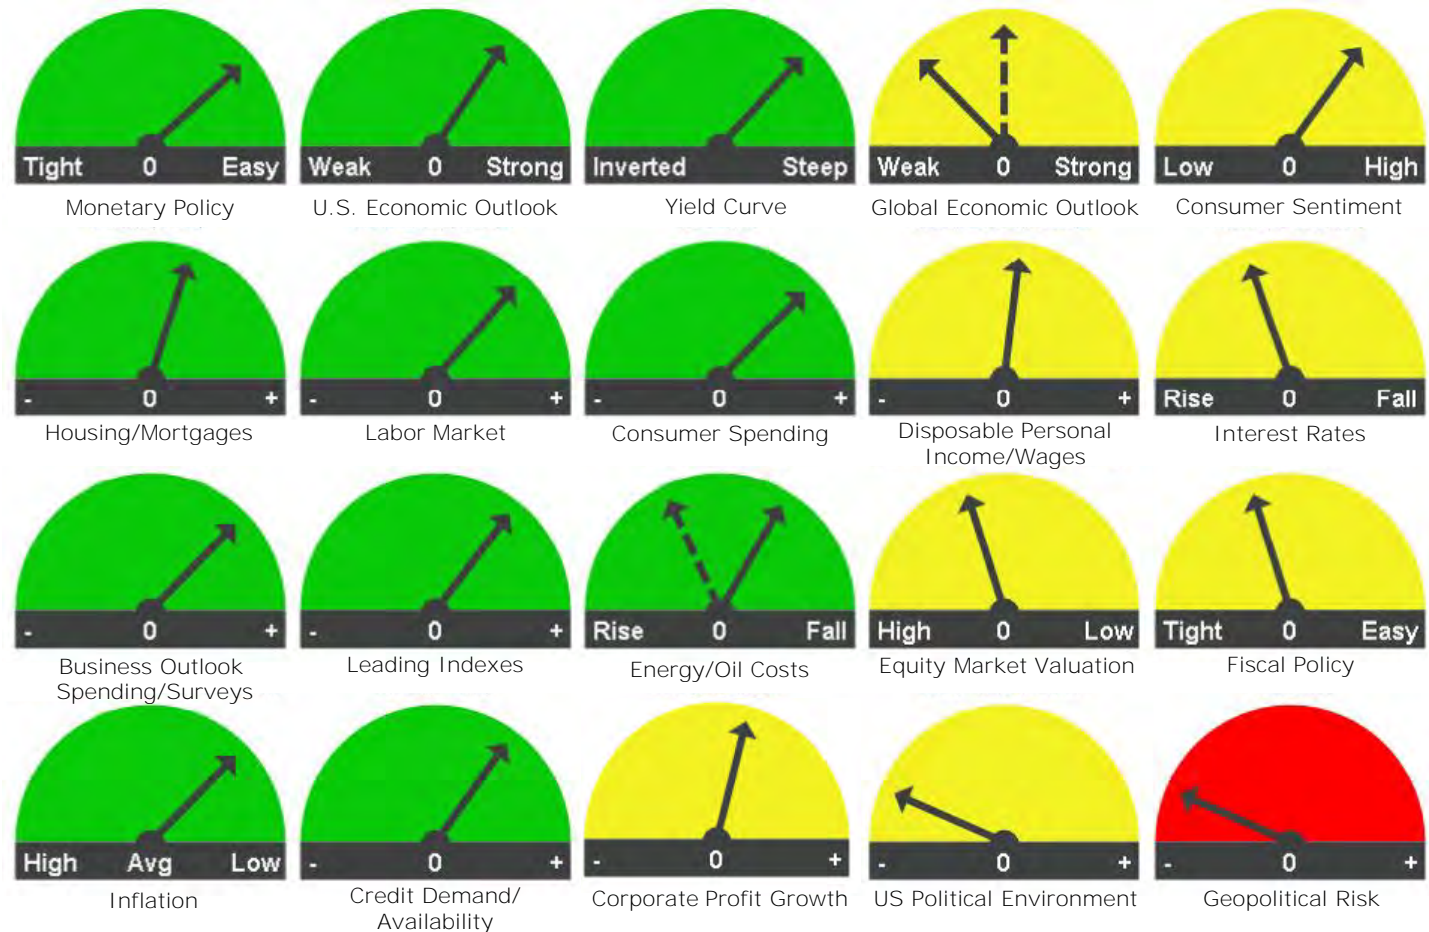 Tight 0 Easy
Weak 0 Strong
Inverted 0 Steep
Weak 0 Strong
Low 0 High
Monetary Policy
U.S. Economic Outlook
Yield Curve
Global Economic Outlook
Consumer Sentiment
- 0 +
- 0 +
- 0 +
- 0 +
Rise 0 Fall
Housing/Mortgages
Labor Market
Consumer Spending
Disposable Personal
Income/Wages
Interest Rates
- 0 +
- 0 +
Rise 0 Fall
High 0 Low
Tight 0 Easy
Business Outlook
Spending/Surveys
Leading Indexes
Energy/Oil Costs
Equity Market Valuation
Fiscal Policy
High Avg Low
- 0 +
- 0 +
- 0 +
- 0 +
Inflation
Credit Demand/
Availability
Corporate Profit Growth
US Political Environment
Geopolitical Risk